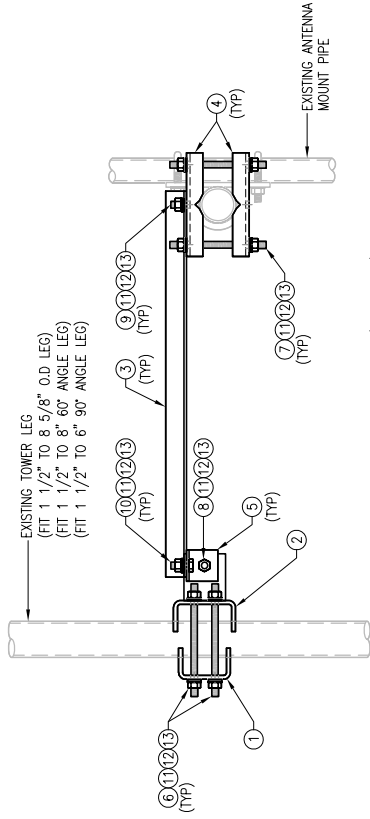 EXISTING TOWER LEG
(FIT 1 1/2" TO 8 5/8" O.D LEG)
(FIT 1 1/2" TO 8" 60° ANGLE LEG)
(FIT 1 1/2" TO 6" 90° ANGLE LEG)
6 11 12 13
(TYP)
10 11 12 13
(TYP)
3
(TYP)
9 11 12 13
(TYP)
4
(TYP)
EXISTING ANTENNA
MOUNT PIPE
1
2
5
(TYP)
8 11 12 13
7 11 12 13
(TYP)